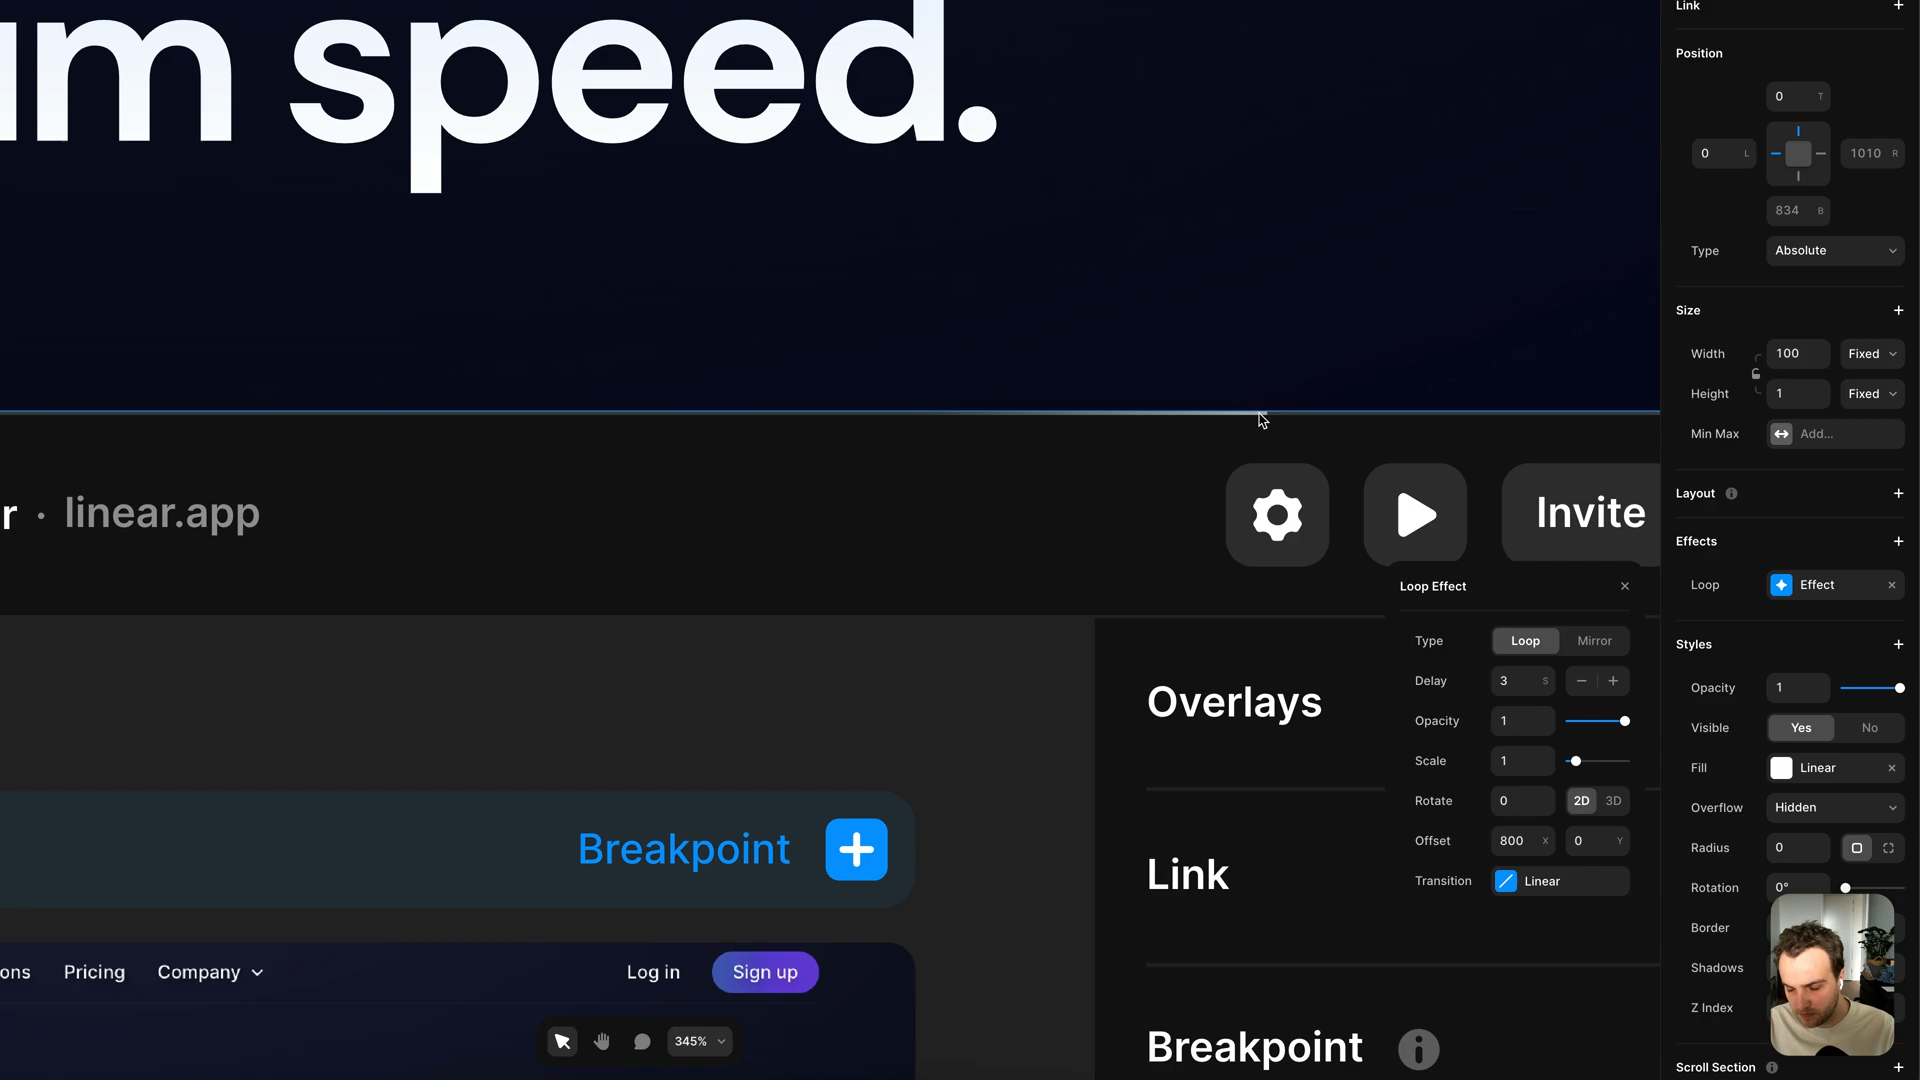 um speed.
r · linear.app
Invite
Breakpoint
ons Pricing Company
Log in Sign up
345%
Overlays
Link
Breakpoint
Loop Effect
Type Loop Mirror
Delay 3 S
Opacity 1
Scale 1
Rotate 0 2D 3D
Offset 800 X 0 Y
Transition Linear
Link
Position
0 T
0 L 1010 R
834 B
Type Absolute
Size
Width 100 Fixed
Height 1 Fixed
Min Max Add...
Layout
Effects
Loop Effect
Styles
Opacity 1
Visible Yes No
Fill Linear
Overflow Hidden
Radius 0
Rotation 0°
Border
Shadows
Z Index
Scroll Section